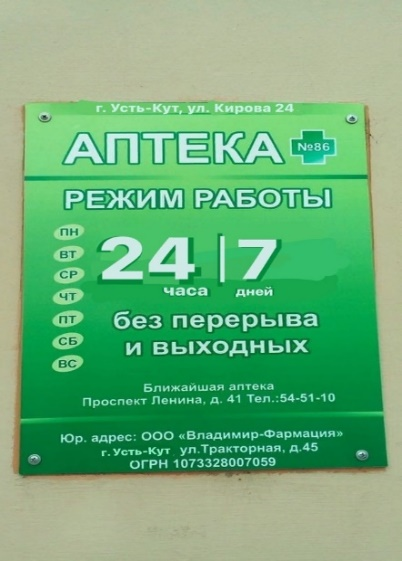 г. Усть-Кут, ул. Кирова 24
АПТЕКА №86
РЕЖИМ РАБОТЫ
ПН
ВТ
СР
ЧТ
ПТ
СБ
ВС
24|7
часа дней
без перерыва
и выходных
Ближайшая аптека
Проспект Ленина, д. 41 Тел.:54-51-10
Юр. адрес: ООО «Владимир-Фармация»
г.Усть-Кут ул.Тракторная, д.45
ОГРН 1073328007059